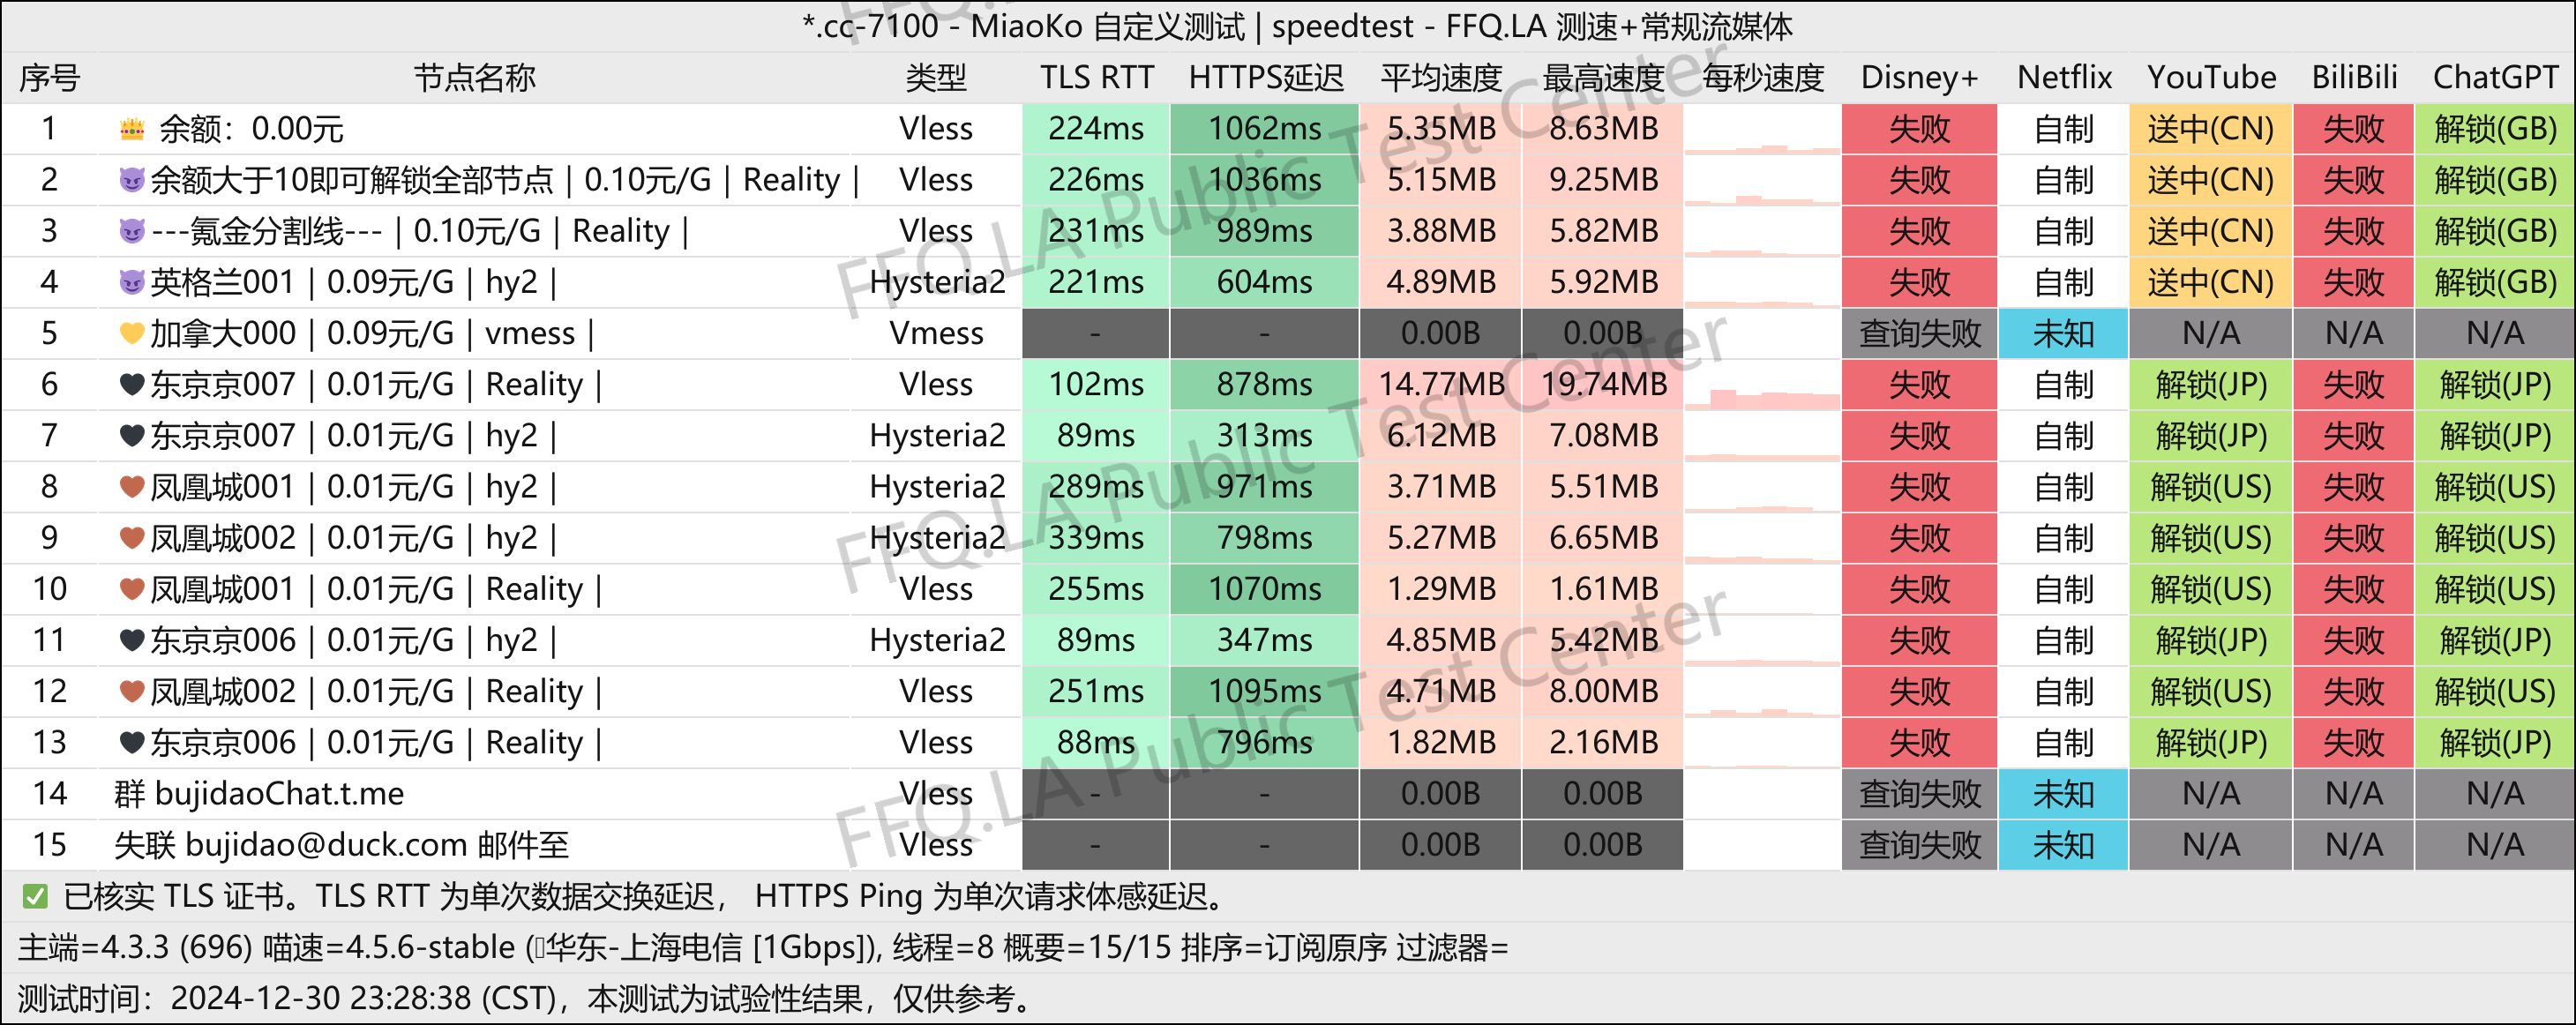 *.cc-7100 - MiaoKo 自定义测试 | speedtest - FFQ.LA 测速+常规流媒体
序号 节点名称 类型 TLS RTT HTTPS延迟 平均速度 最高速度 每秒速度 Disney+ Netflix YouTube BiliBili ChatGPT
1 👑 余额：0.00元 Vless 224ms 1062ms 5.35MB 8.63MB 失败 自制 送中(CN) 失败 解锁(GB)
2 😈余额大于10即可解锁全部节点 | 0.10元/G | Reality | Vless 226ms 1036ms 5.15MB 9.25MB 失败 自制 送中(CN) 失败 解锁(GB)
3 😈---氪金分割线--- | 0.10元/G | Reality | Vless 231ms 989ms 3.88MB 5.82MB 失败 自制 送中(CN) 失败 解锁(GB)
4 😈英格兰001 | 0.09元/G | hy2 | Hysteria2 221ms 604ms 4.89MB 5.92MB 失败 自制 送中(CN) 失败 解锁(GB)
5 💛加拿大000 | 0.09元/G | vmess | Vmess - - 0.00B 0.00B 查询失败 未知 N/A N/A N/A
6 🖤东京京007 | 0.01元/G | Reality | Vless 102ms 878ms 14.77MB 19.74MB 失败 自制 解锁(JP) 失败 解锁(JP)
7 🖤东京京007 | 0.01元/G | hy2 | Hysteria2 89ms 313ms 6.12MB 7.08MB 失败 自制 解锁(JP) 失败 解锁(JP)
8 🤎凤凰城001 | 0.01元/G | hy2 | Hysteria2 289ms 971ms 3.71MB 5.51MB 失败 自制 解锁(US) 失败 解锁(US)
9 🤎凤凰城002 | 0.01元/G | hy2 | Hysteria2 339ms 798ms 5.27MB 6.65MB 失败 自制 解锁(US) 失败 解锁(US)
10 🤎凤凰城001 | 0.01元/G | Reality | Vless 255ms 1070ms 1.29MB 1.61MB 失败 自制 解锁(US) 失败 解锁(US)
11 🖤东京京006 | 0.01元/G | hy2 | Hysteria2 89ms 347ms 4.85MB 5.42MB 失败 自制 解锁(JP) 失败 解锁(JP)
12 🤎凤凰城002 | 0.01元/G | Reality | Vless 251ms 1095ms 4.71MB 8.00MB 失败 自制 解锁(US) 失败 解锁(US)
13 🖤东京京006 | 0.01元/G | Reality | Vless 88ms 796ms 1.82MB 2.16MB 失败 自制 解锁(JP) 失败 解锁(JP)
14 群 bujidaoChat.t.me Vless - - 0.00B 0.00B 查询失败 未知 N/A N/A N/A
15 失联 bujidao@duck.com 邮件至 Vless - - 0.00B 0.00B 查询失败 未知 N/A N/A N/A
✅ 已核实 TLS 证书。TLS RTT 为单次数据交换延迟， HTTPS Ping 为单次请求体感延迟。
主端=4.3.3 (696) 喵速=4.5.6-stable (▯华东-上海电信 [1Gbps]), 线程=8 概要=15/15 排序=订阅原序 过滤器=
测试时间：2024-12-30 23:28:38 (CST)，本测试为试验性结果，仅供参考。
FFQ.LA Public Test Center
FFQ.LA Public Test Center
FFQ.LA Public Test Center